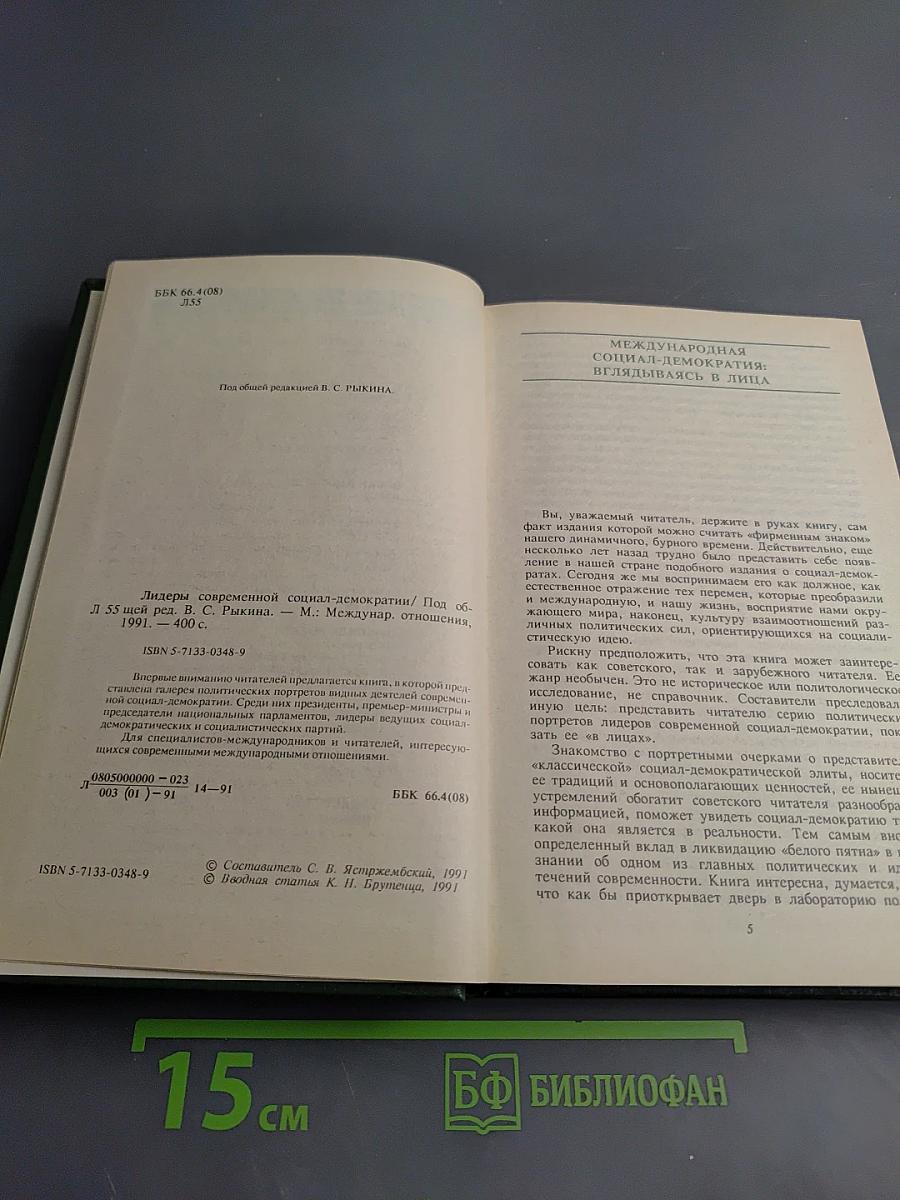 ББК 66.4(08)
Л55
Под общей редакцией В. С. РЫКИНА.
Лидеры современной социал-демократии/ Под об-
Л 55 щей ред. В. С. Рыкина. — М.: Междунар. отношения,
1991. — 400 с.
ISBN 5-7133-0348-9
Впервые вниманию читателей предлагается книга, в которой пред-
ставлена галерея политических портретов видных деятелей современ-
ной социал-демократии. Среди них президенты, премьер-министры и
председатели национальных парламентов, лидеры ведущих социал-
демократических и социалистических партий.
Для специалистов-международников и читателей, интересую-
щихся современными международными отношениями.
Л 0805000000 — 023
003 (01) — 91 14—91
ББК 66.4(08)
ISBN 5-7133-0348-9
© Составитель С. В. Ястржембский, 1991
© Вводная статья К. Н. Брутенца, 1991
МЕЖДУНАРОДНАЯ
СОЦИАЛ-ДЕМОКРАТИЯ:
ВГЛЯДЫВАЯСЬ В ЛИЦА
Вы, уважаемый читатель, держите в руках книгу, сам
факт издания которой можно считать «фирменным знаком»
нашего динамичного, бурного времени. Действительно, еще
несколько лет назад трудно было представить себе появ-
ление в нашей стране подобного издания о социал-демок-
ратах. Сегодня же мы воспринимаем его как должное, как
естественное отражение тех перемен, которые преобразили
и международную, и нашу жизнь, восприятие нами окру-
жающего мира, наконец, культуру взаимоотношений раз-
личных политических сил, ориентирующихся на социали-
стическую идею.
Рискну предположить, что эта книга может заинтере-
совать как советского, так и зарубежного читателя. Ее
жанр необычен. Это не историческое или политологическое
исследование, не справочник. Составители преследовал
иную цель: представить читателю серию политически
портретов лидеров современной социал-демократии, пок
зать ее «в лицах».
Знакомство с портретными очерками о представител
«классической» социал-демократической элиты, носите
ее традиций и основополагающих ценностей, ее нынеш
устремлений обогатит советского читателя разнообра
информацией, поможет увидеть социал-демократию т
какой она является в реальности. Тем самым вно
определенный вклад в ликвидацию «белого пятна» в
знании об одном из главных политических и ид
течений современности. Книга интересна, думается,
что как бы приоткрывает дверь в лабораторию по
5
15 см
БФ БИБЛИОФАН